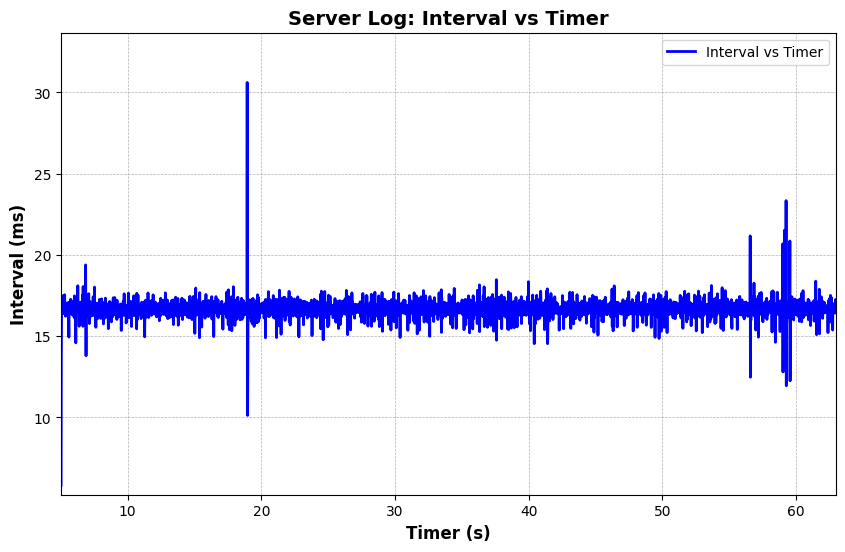 Server Log: Interval vs Timer
Interval vs Timer
Interval (ms)
30
25
20
15
10
10 20 30 40 50 60
Timer (s)